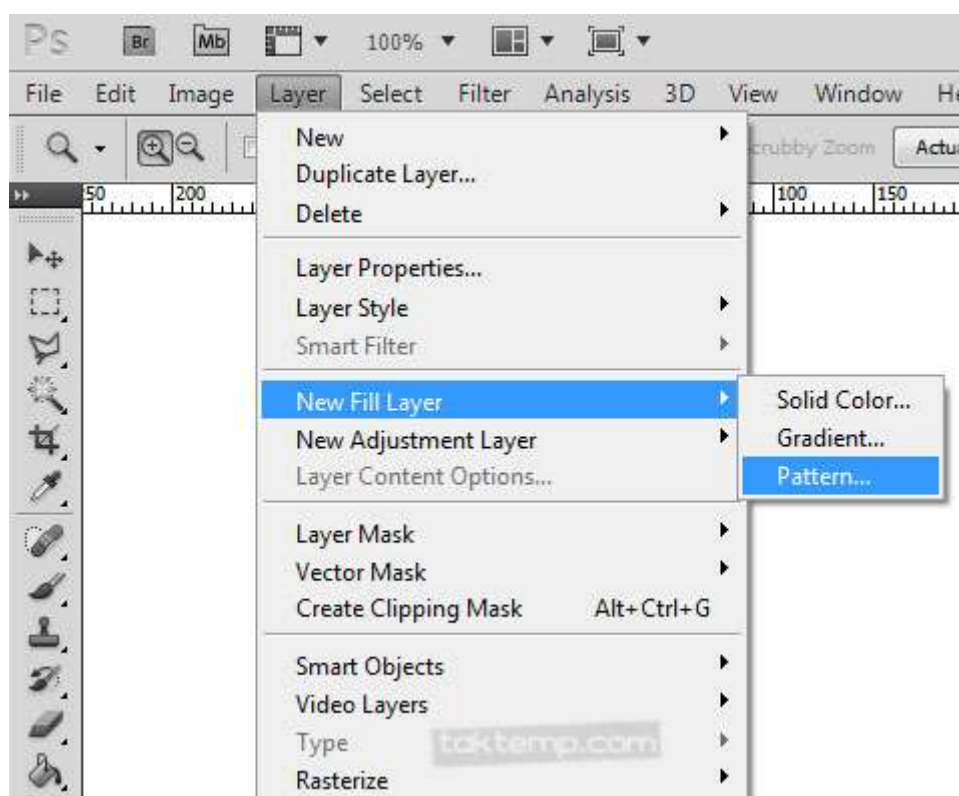 Ps Br Mb 100%
File Edit Image Layer Select Filter Analysis 3D View Window
Scrubby Zoom
50 200 100 150
New
Duplicate Layer...
Delete
Layer Properties...
Layer Style
Smart Filter
New Fill Layer
New Adjustment Layer
Layer Content Options...
Layer Mask
Vector Mask
Create Clipping Mask Alt+Ctrl+G
Smart Objects
Video Layers
Type
Rasterize
Solid Color...
Gradient...
Pattern...
taktemp.com